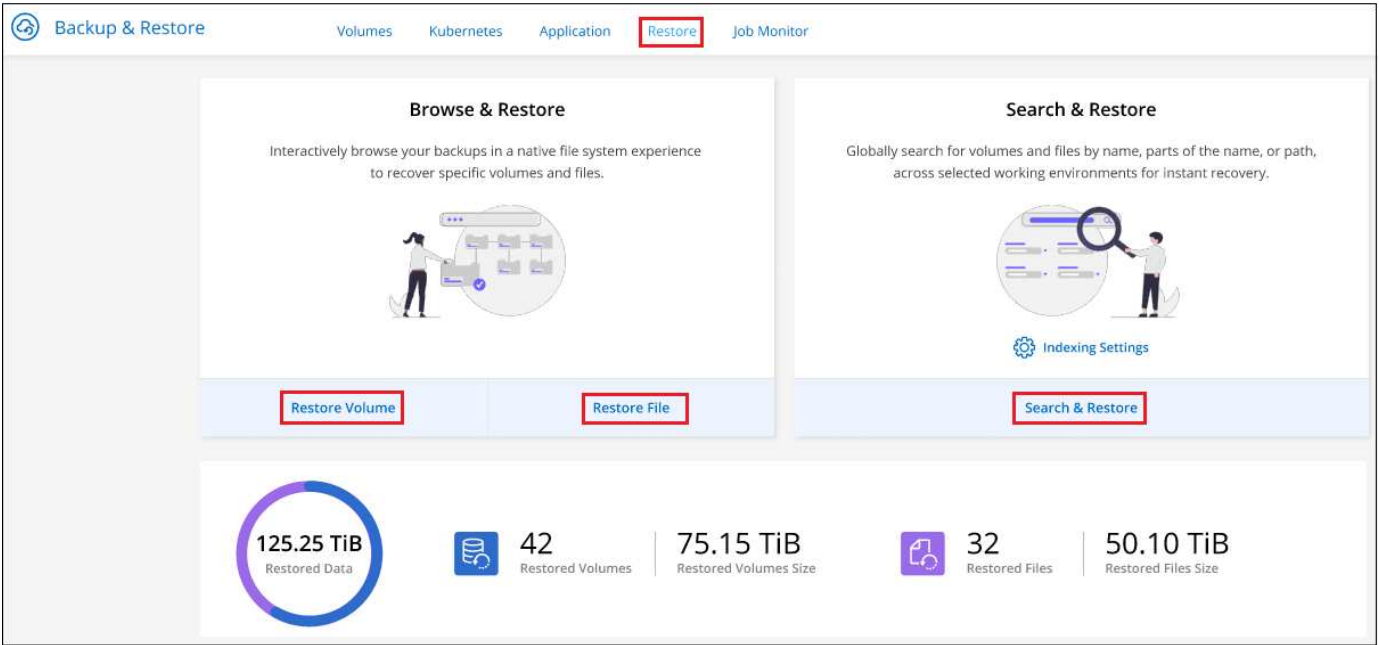 Backup & Restore
Volumes Kubernetes Application Restore Job Monitor
Browse & Restore
Interactively browse your backups in a native file system experience
to recover specific volumes and files.
Restore Volume Restore File
Search & Restore
Globally search for volumes and files by name, parts of the name, or path,
across selected working environments for instant recovery.
Indexing Settings
Search & Restore
125.25 TiB
Restored Data
42
Restored Volumes
75.15 TiB
Restored Volumes Size
32
Restored Files
50.10 TiB
Restored Files Size